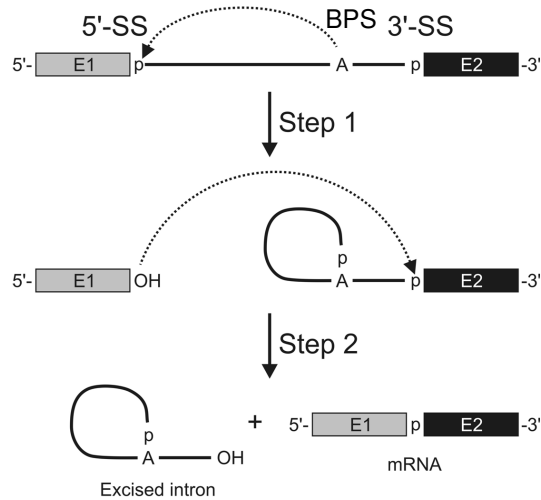 5'-SS BPS 3'-SS
5'- E1 p A p E2 -3'
Step 1
5'- E1 OH p A p E2 -3'
Step 2
p A OH + 5'- E1 p E2 -3'
mRNA
Excised intron